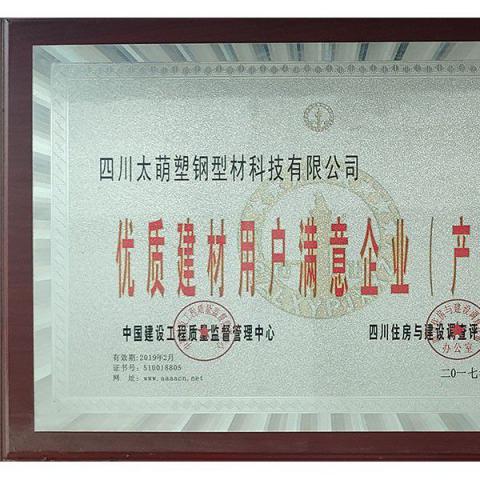 四川太萌塑钢型材科技有限公司
优质建材用户满意企业（产
中国建设工程质量监督管理中心
四川住房与建设调查评
办公室
有效期:2019年2月
证书号:510018805
网 址: www.aaaacn.net
二〇一七